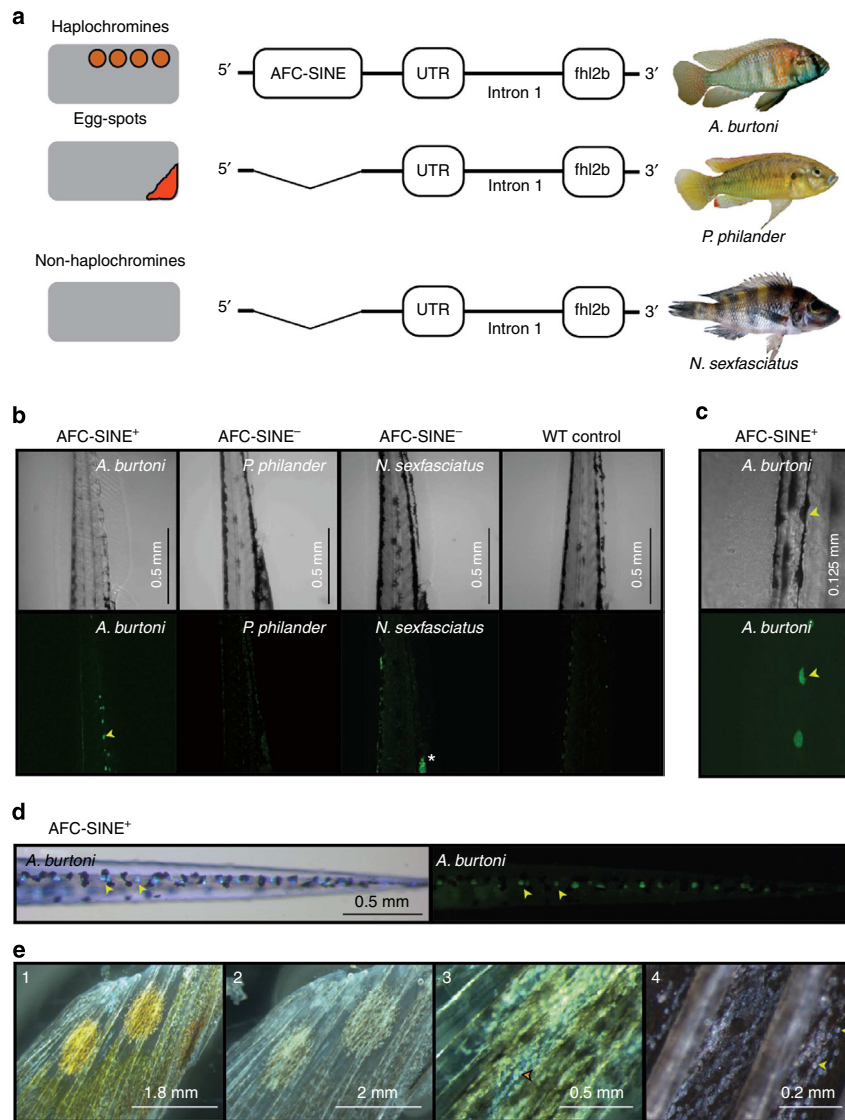 a
Haplochromines
5′ AFC-SINE UTR Intron 1 fhl2b 3′
A. burtoni
Egg-spots
5′ UTR Intron 1 fhl2b 3′
P. philander
Non-haplochromines
5′ UTR Intron 1 fhl2b 3′
N. sexfasciatus
b
AFC-SINE+ AFC-SINE– AFC-SINE– WT control
A. burtoni P. philander N. sexfasciatus
0.5 mm 0.5 mm 0.5 mm 0.5 mm
A. burtoni P. philander N. sexfasciatus
*
c
AFC-SINE+
A. burtoni
0.125 mm
A. burtoni
d
AFC-SINE+
A. burtoni A. burtoni
0.5 mm
e
1 2 3 4
1.8 mm 2 mm 0.5 mm 0.2 mm